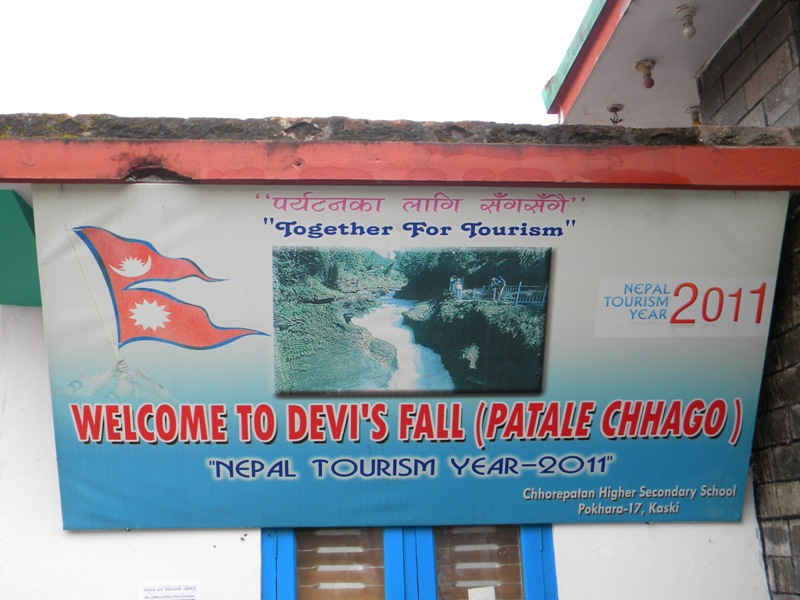 “पर्यटनका लागि सँगसँगै”
"Together For Tourism"
NEPAL
TOURISM
YEAR 2011
WELCOME TO DEVI'S FALL (PATALE CHHAGO)
"NEPAL TOURISM YEAR-2011"
Chhorepatan Higher Secondary School
Pokhara-17, Kaski